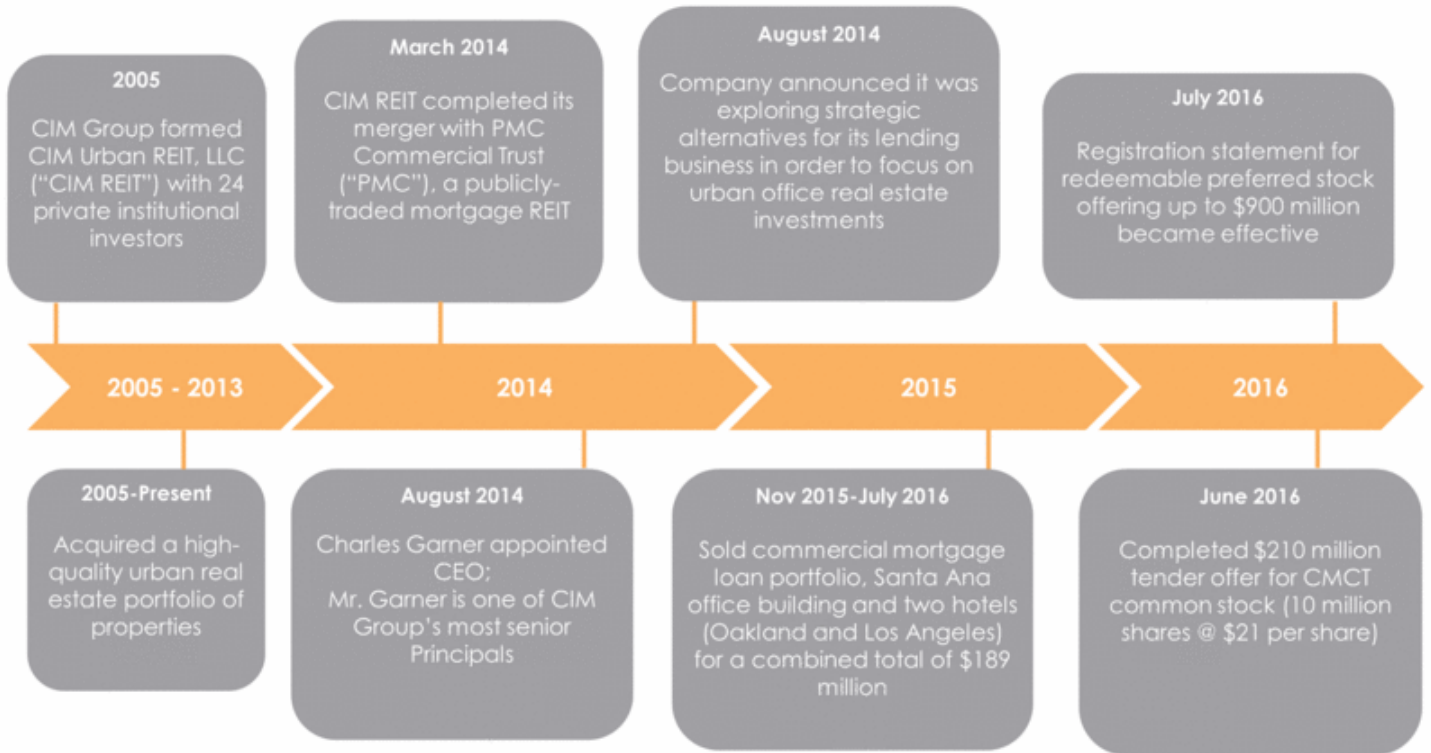 2005
CIM Group formed
CIM Urban REIT, LLC
(“CIM REIT”) with 24
private institutional
investors
March 2014
CIM REIT completed its
merger with PMC
Commercial Trust
(“PMC”), a publicly-
traded mortgage REIT
August 2014
Company announced it was
exploring strategic
alternatives for its lending
business in order to focus on
urban office real estate
investments
July 2016
Registration statement for
redeemable preferred stock
offering up to $900 million
became effective
2005 - 2013
2014
2015
2016
2005-Present
Acquired a high-
quality urban real
estate portfolio of
properties
August 2014
Charles Garner appointed
CEO;
Mr. Garner is one of CIM
Group’s most senior
Principals
Nov 2015-July 2016
Sold commercial mortgage
loan portfolio, Santa Ana
office building and two hotels
(Oakland and Los Angeles)
for a combined total of $189
million
June 2016
Completed $210 million
tender offer for CMCT
common stock (10 million
shares @ $21 per share)